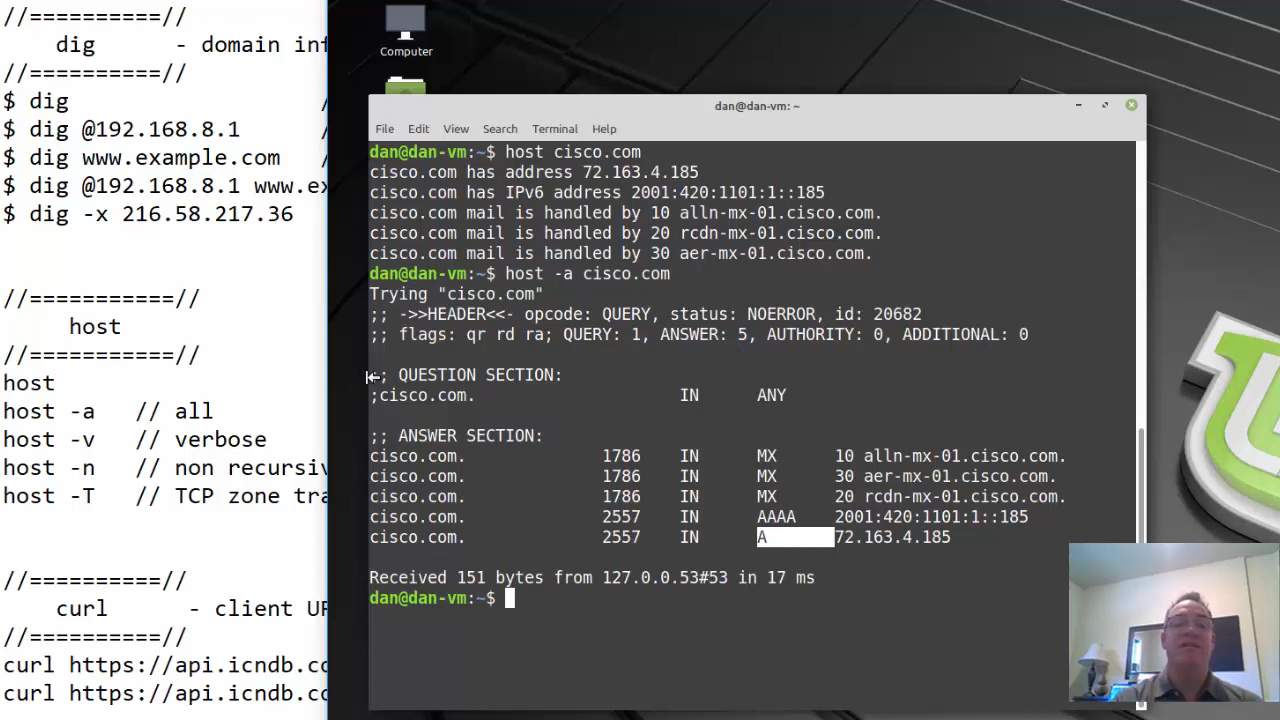 //==========//
dig - domain inf
//==========//
$ dig /
$ dig @192.168.8.1 /
$ dig www.example.com /
$ dig @192.168.8.1 www.ex
$ dig -x 216.58.217.36
//===========//
host
//===========//
host
host -a // all
host -v // verbose
host -n // non recursiv
host -T // TCP zone tra
//==========//
curl - client UR
//==========//
curl https://api.icndb.co
curl https://api.icndb.co
Computer
dan@dan-vm: ~
File Edit View Search Terminal Help
dan@dan-vm:~$ host cisco.com
cisco.com has address 72.163.4.185
cisco.com has IPv6 address 2001:420:1101:1::185
cisco.com mail is handled by 10 alln-mx-01.cisco.com.
cisco.com mail is handled by 20 rcdn-mx-01.cisco.com.
cisco.com mail is handled by 30 aer-mx-01.cisco.com.
dan@dan-vm:~$ host -a cisco.com
Trying "cisco.com"
;; ->>HEADER<<- opcode: QUERY, status: NOERROR, id: 20682
;; flags: qr rd ra; QUERY: 1, ANSWER: 5, AUTHORITY: 0, ADDITIONAL: 0
;; QUESTION SECTION:
;cisco.com. IN ANY
;; ANSWER SECTION:
cisco.com. 1786 IN MX 10 alln-mx-01.cisco.com.
cisco.com. 1786 IN MX 30 aer-mx-01.cisco.com.
cisco.com. 1786 IN MX 20 rcdn-mx-01.cisco.com.
cisco.com. 2557 IN AAAA 2001:420:1101:1::185
cisco.com. 2557 IN A 72.163.4.185
Received 151 bytes from 127.0.0.53#53 in 17 ms
dan@dan-vm:~$